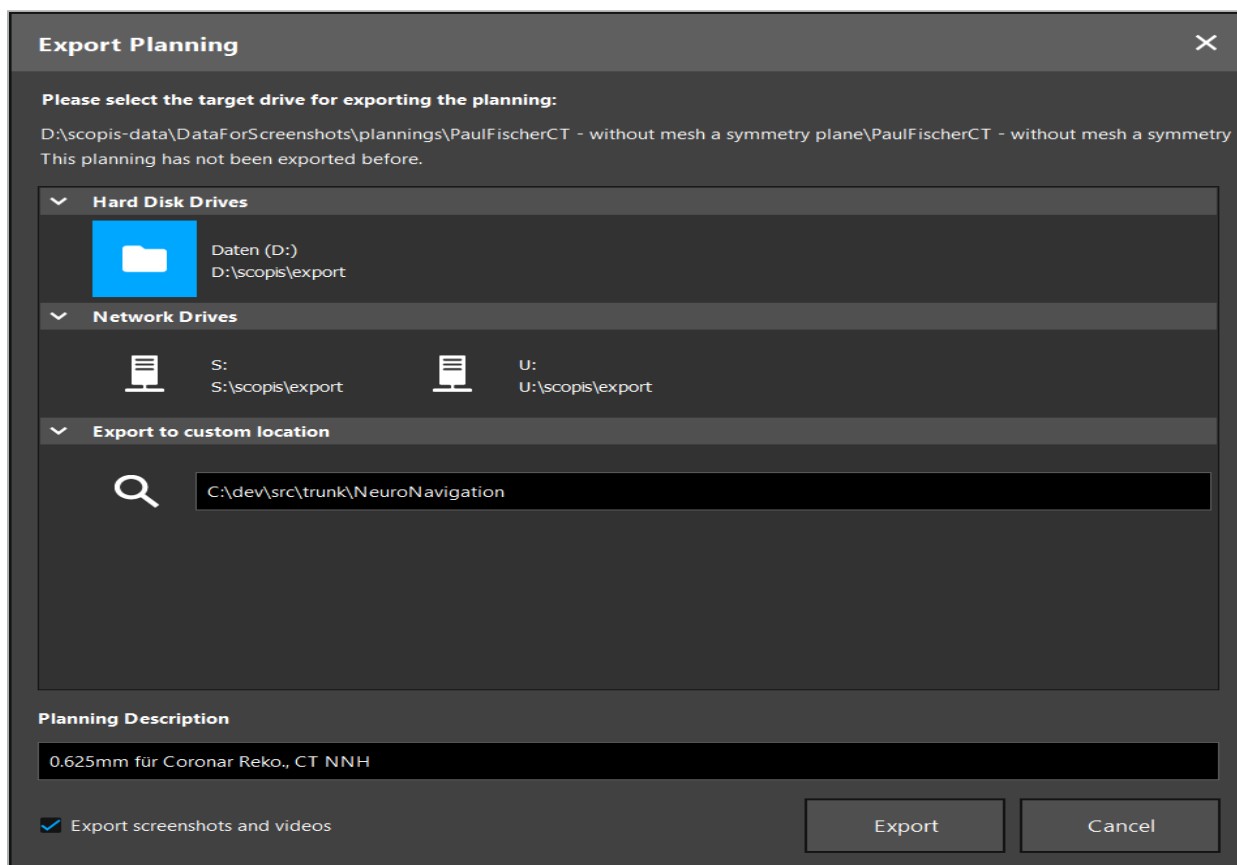 Export Planning
Please select the target drive for exporting the planning:
D:\scopis-data\DataForScreenshots\plannings\PaulFischerCT - without mesh a symmetry plane\PaulFischerCT - without mesh a symmetry
This planning has not been exported before.
Hard Disk Drives
Daten (D:)
D:\scopis\export
Network Drives
S:
S:\scopis\export
U:
U:\scopis\export
Export to custom location
C:\dev\src\trunk\NeuroNavigation
Planning Description
0.625mm für Coronar Reko., CT NNH
Export screenshots and videos
Export
Cancel